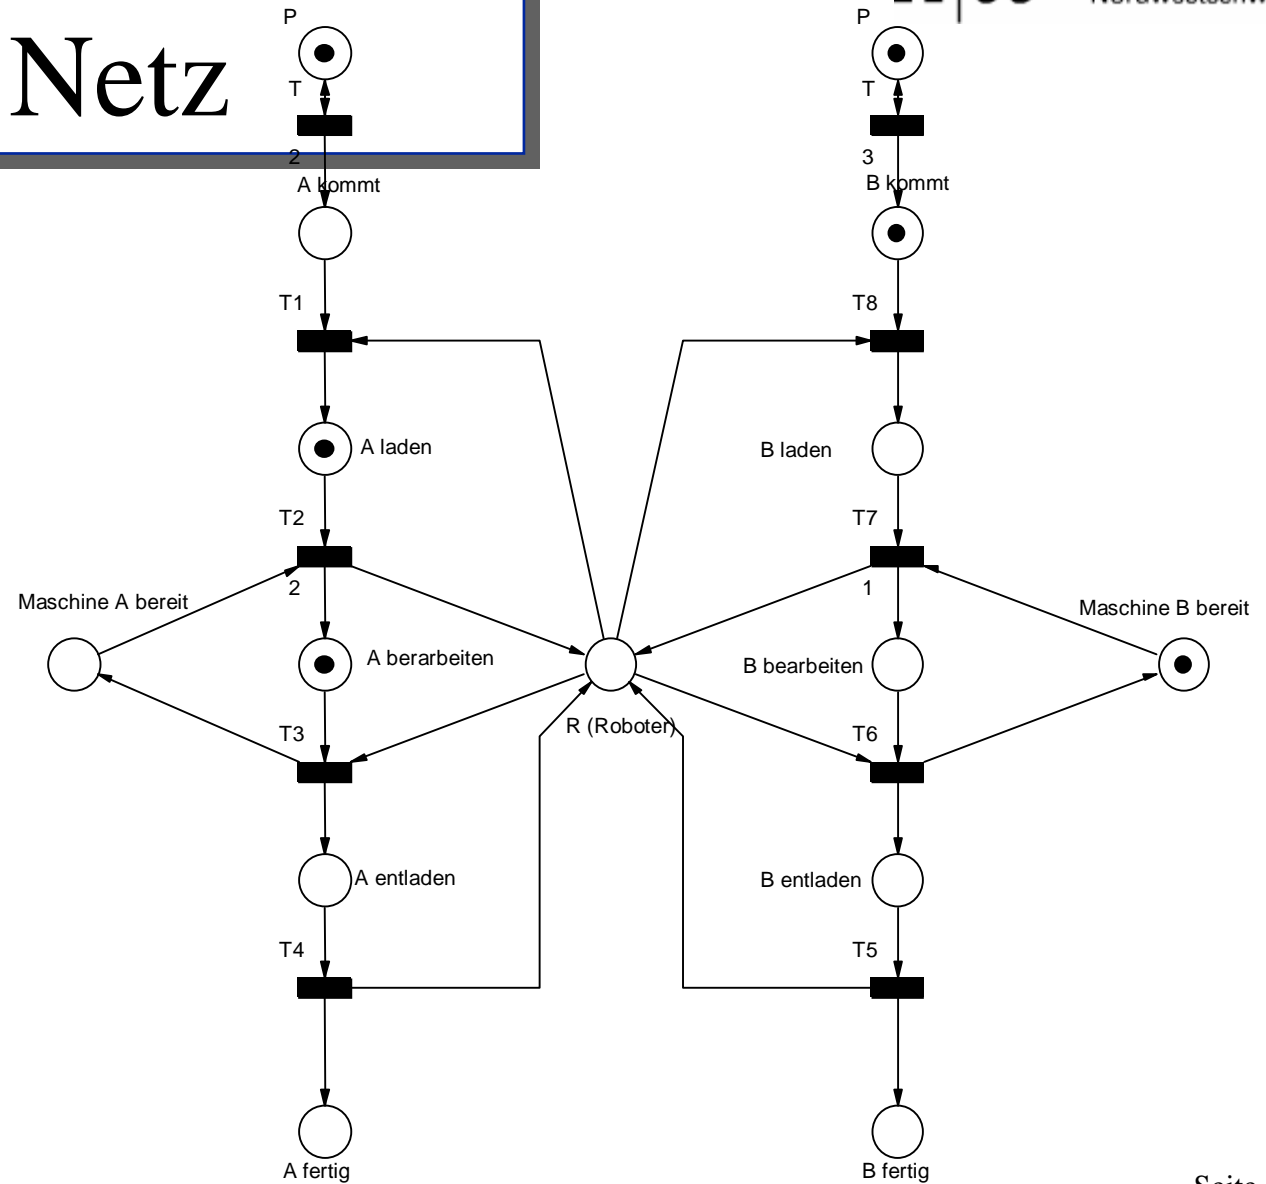 P
P
Netz
T
T
2
3
A kommt
B kommt
T1
T8
A laden
B laden
T2
T7
2
1
Maschine A bereit
Maschine B bereit
A berarbeiten
B bearbeiten
R (Roboter)
T3
T6
A entladen
B entladen
T4
T5
A fertig
B fertig